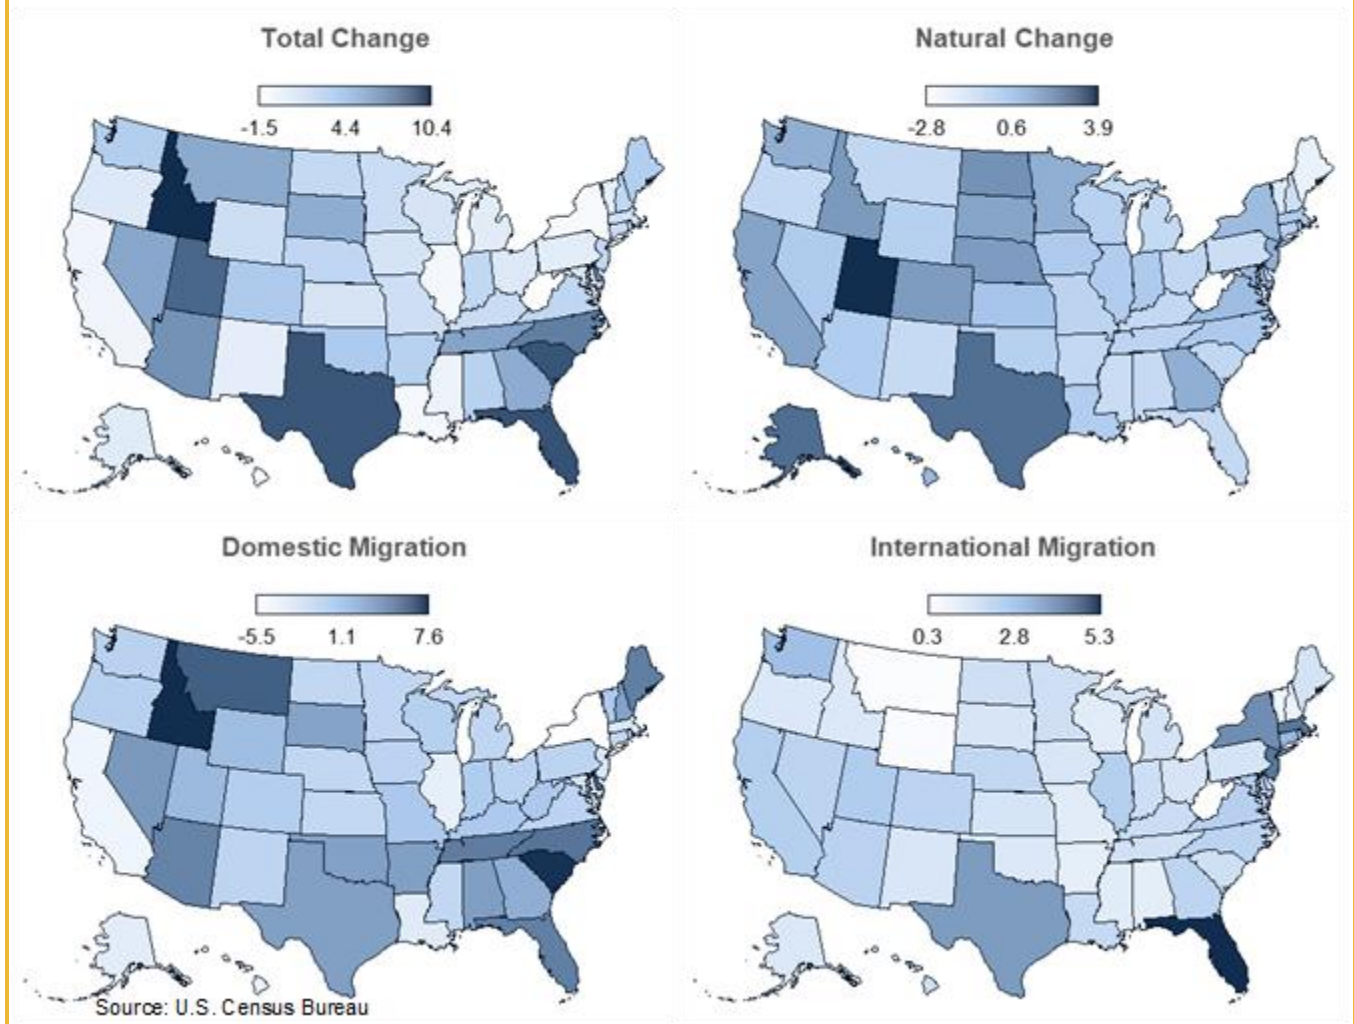 Total Change
-1.5 4.4 10.4
Natural Change
-2.8 0.6 3.9
Domestic Migration
-5.5 1.1 7.6
International Migration
0.3 2.8 5.3
Source: U.S. Census Bureau